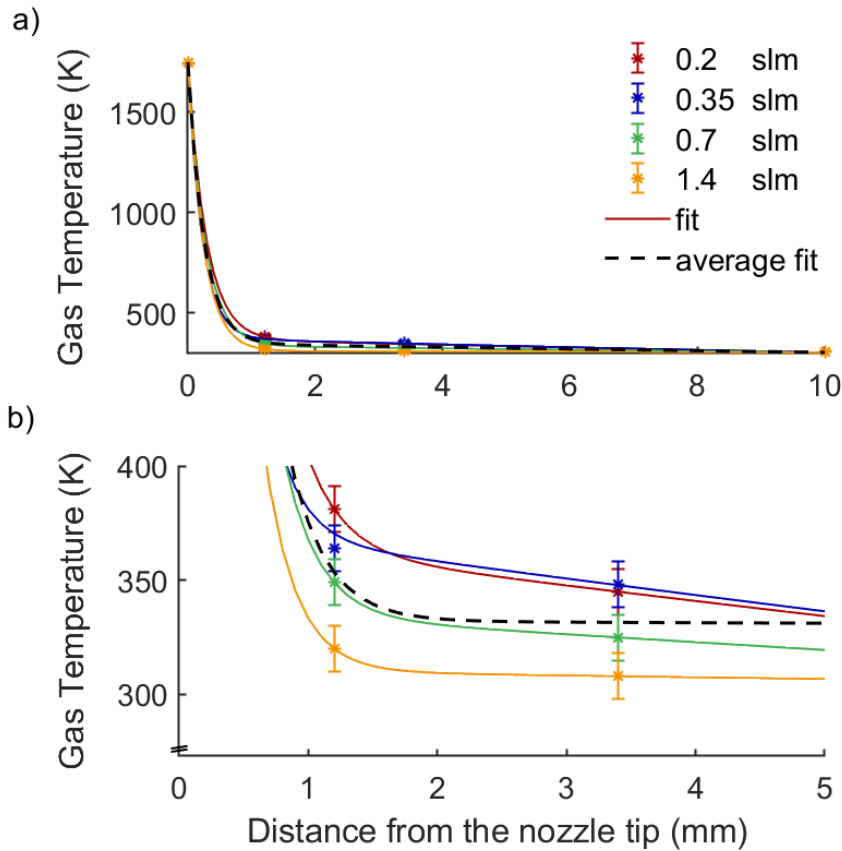 a)
Gas Temperature (K)
1500
1000
500
0 2 4 6 8 10
0.2 slm
0.35 slm
0.7 slm
1.4 slm
fit
average fit
b)
Gas Temperature (K)
400
350
300
0 1 2 3 4 5
Distance from the nozzle tip (mm)